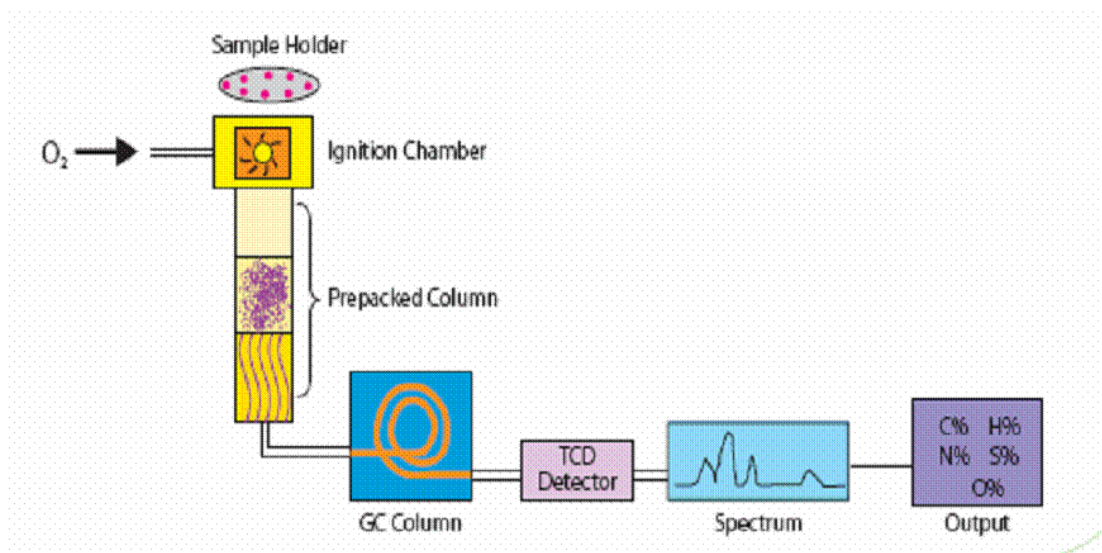 Sample Holder
O₂
Ignition Chamber
Prepacked Column
GC Column
TCD
Detector
Spectrum
C% H%
N% S%
O%
Output